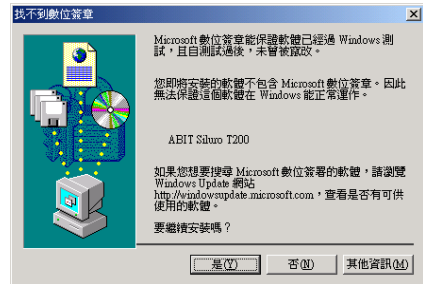 找不到數位簽章
Microsoft 數位簽章能保證軟體已經過 Windows 測
試，且自測試過後，未曾被竄改。
您即將安裝的軟體不包含 Microsoft 數位簽章。因此
無法保證這個軟體在 Windows 能正常運作。
ABIT Siluro T200
如果您想要搜尋 Microsoft 數位簽署的軟體，請瀏覽
Windows Update 網站
http://windowsupdate.microsoft.com，查看是否有可供
使用的軟體。
要繼續安裝嗎？
是(Y) 否(N) 其他資訊(M)